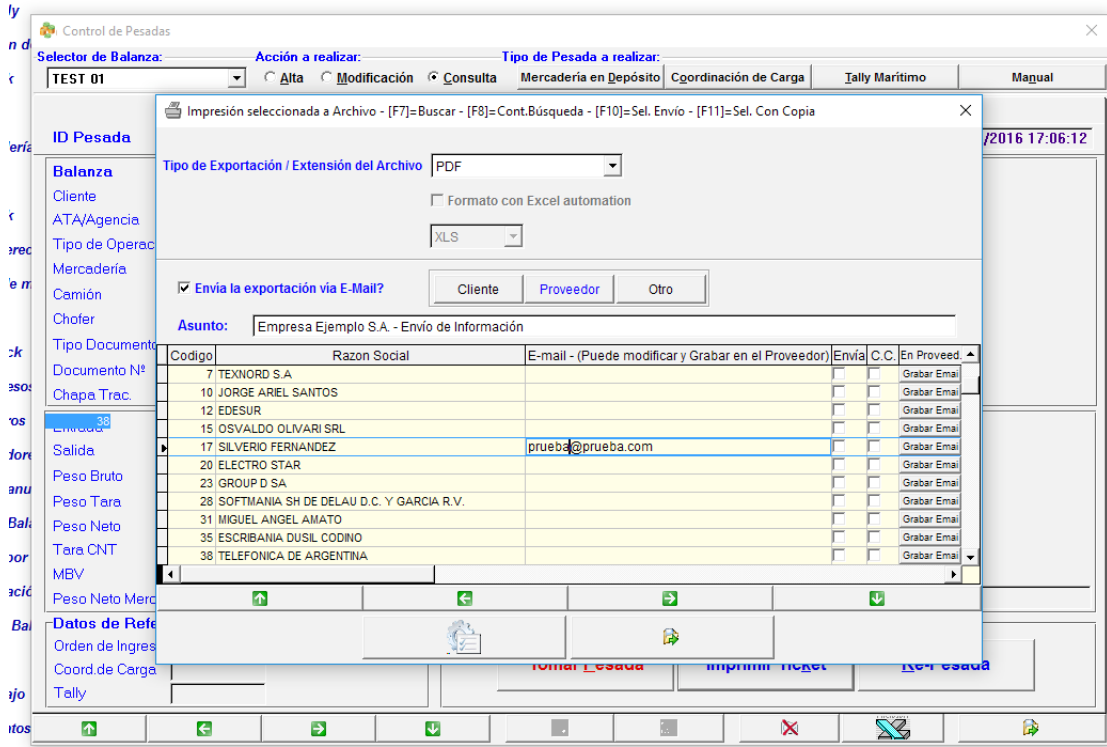 ly
Control de Pesadas
Selector de Balanza: Acción a realizar: Tipo de Pesada a realizar:
TEST 01 Alta Modificación Consulta Mercadería en Depósito Coordinación de Carga Tally Marítimo Manual
Impresión seleccionada a Archivo - [F7]=Buscar - [F8]=Cont.Búsqueda - [F10]=Sel. Envío - [F11]=Sel. Con Copia
ID Pesada /2016 17:06:12
Tipo de Exportación / Extensión del Archivo PDF
Balanza
Cliente
Formato con Excel automation
ATA/Agencia
XLS
Tipo de Operac
Mercadería
Envía la exportación via E-Mail? Cliente Proveedor Otro
Camión
Chofer
Asunto: Empresa Ejemplo S.A. - Envío de Información
Tipo Documento
Codigo Razon Social E-mail - (Puede modificar y Grabar en el Proveedor) Envía C.C. En Proveed.
Documento Nº
7 TEXNORD S.A Grabar Emai
Chapa Trac.
10 JORGE ARIEL SANTOS Grabar Emai
12 EDESUR Grabar Emai
38
15 OSVALDO OLIVARI SRL Grabar Emai
Salida
17 SILVERIO FERNANDEZ prueba@prueba.com Grabar Emai
20 ELECTRO STAR Grabar Emai
Peso Bruto
23 GROUP D SA Grabar Emai
Peso Tara
28 SOFTMANIA SH DE DELAU D.C. Y GARCIA R.V. Grabar Emai
Peso Neto
31 MIGUEL ANGEL AMATO Grabar Emai
35 ESCRIBANIA DUSIL CODINO Grabar Emai
Tara CNT
38 TELEFONICA DE ARGENTINA Grabar Emai
MBV
Peso Neto Merc
Datos de Refe
Orden de Ingres
Coord.de Carga
Tomar Pesada Imprimir Ticket Re-Pesada
Tally